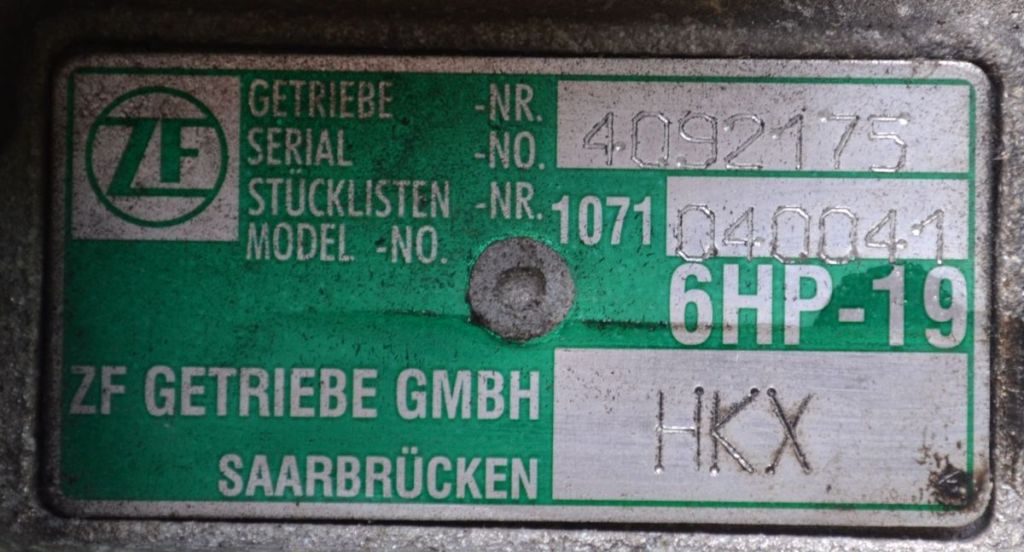 ZF
GETRIEBE -NR.
SERIAL -NO. 4092175
STÜCKLISTEN -NR.
MODEL -NO. 1071 040041
6HP-19
ZF GETRIEBE GMBH
HKX
SAARBRÜCKEN